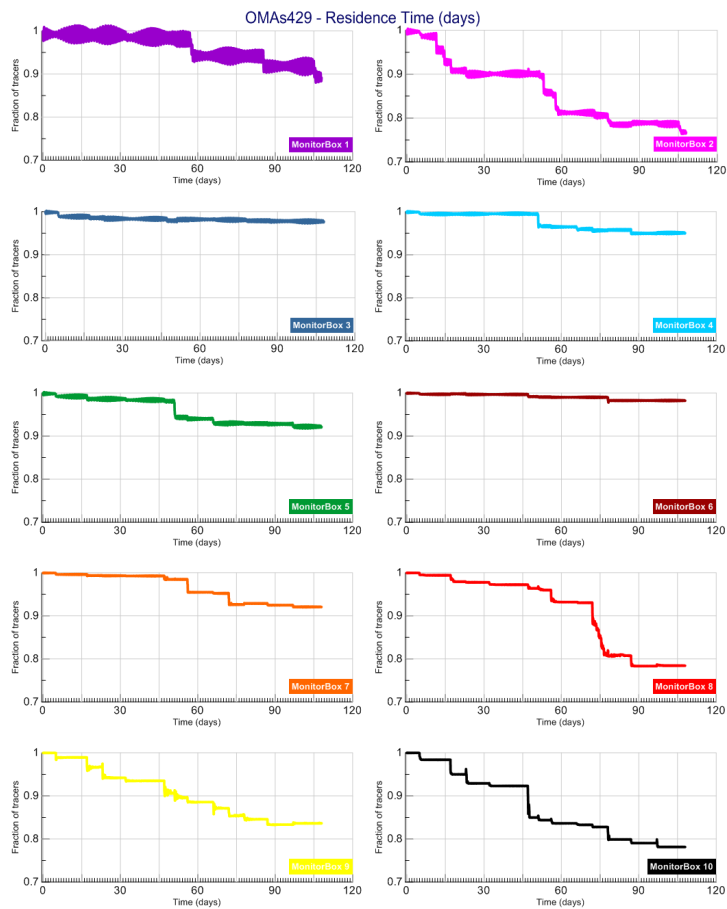 OMAs429 - Residence Time (days)
1
0.9
0.8
0.7
Fraction of tracers
0 30 60 90 120
Time (days)
MonitorBox 1
1
0.9
0.8
0.7
Fraction of tracers
0 30 60 90 120
Time (days)
MonitorBox 2
1
0.9
0.8
0.7
Fraction of tracers
0 30 60 90 120
Time (days)
MonitorBox 3
1
0.9
0.8
0.7
Fraction of tracers
0 30 60 90 120
Time (days)
MonitorBox 4
1
0.9
0.8
0.7
Fraction of tracers
0 30 60 90 120
Time (days)
MonitorBox 5
1
0.9
0.8
0.7
Fraction of tracers
0 30 60 90 120
Time (days)
MonitorBox 6
1
0.9
0.8
0.7
Fraction of tracers
0 30 60 90 120
Time (days)
MonitorBox 7
1
0.9
0.8
0.7
Fraction of tracers
0 30 60 90 120
Time (days)
MonitorBox 8
1
0.9
0.8
0.7
Fraction of tracers
0 30 60 90 120
Time (days)
MonitorBox 9
1
0.9
0.8
0.7
Fraction of tracers
0 30 60 90 120
Time (days)
MonitorBox 10